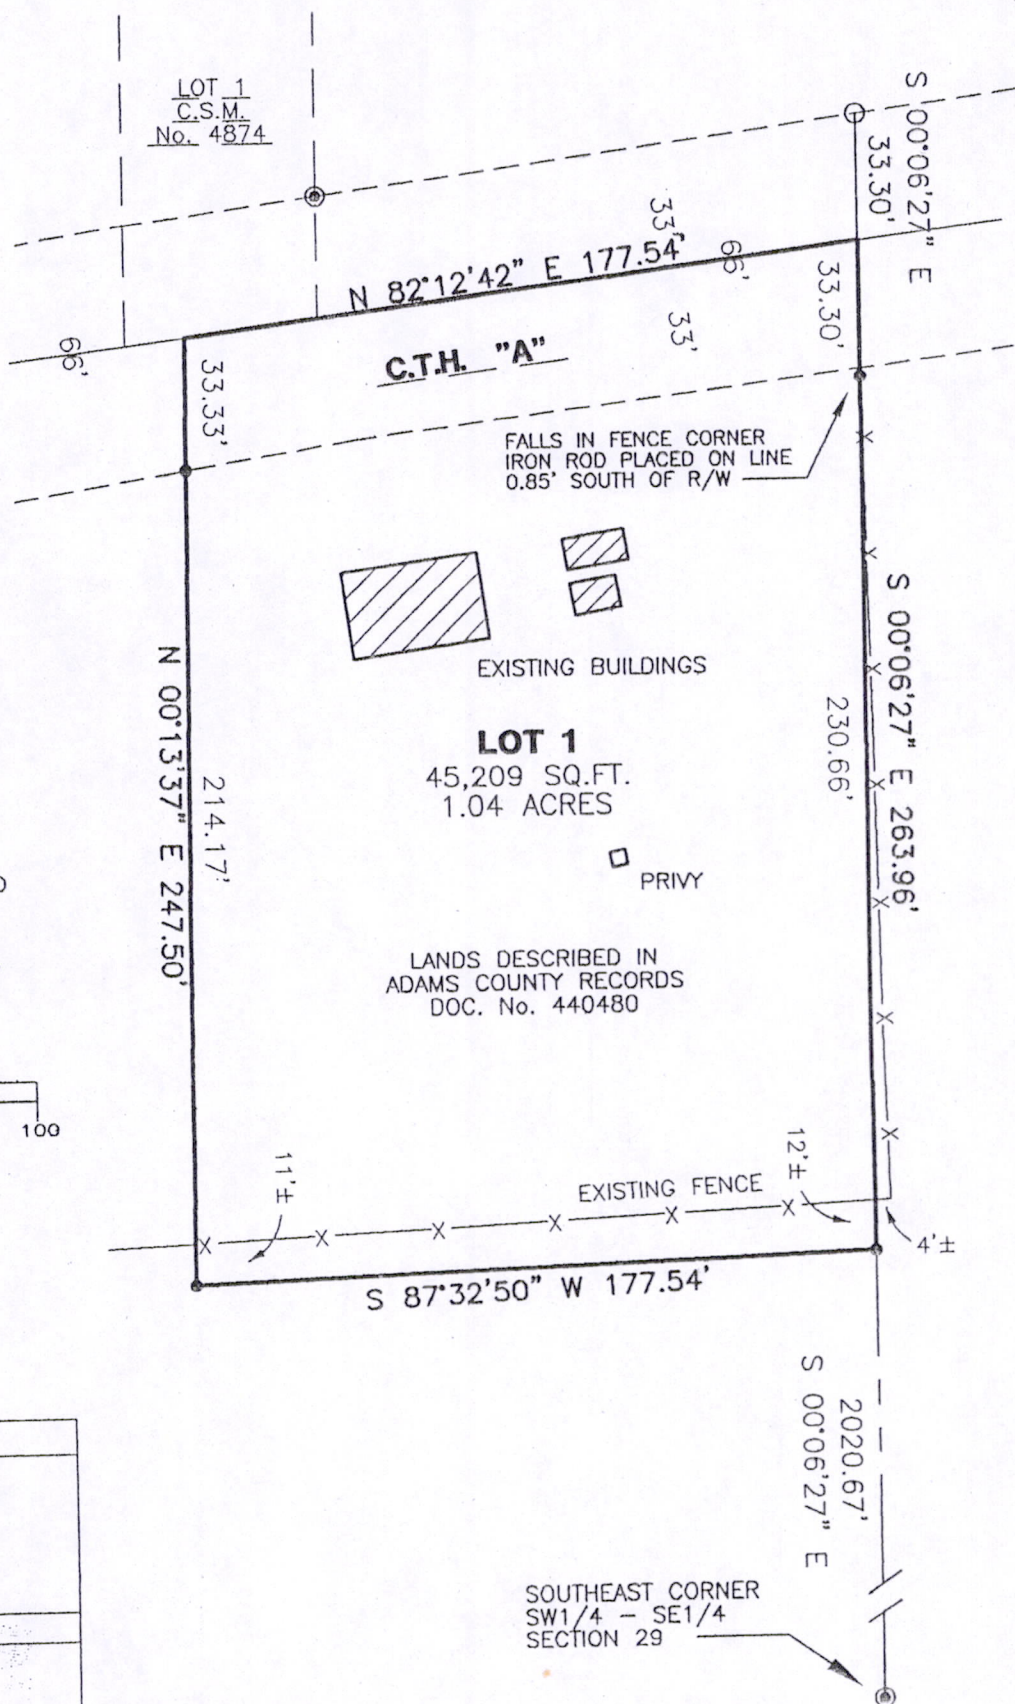 LOT 1
C.S.M.
No. 4874
S 00°06'27" E
33.30'
33'
66'
N 82°12'42" E 177.54'
33.30'
33'
66'
C.T.H. "A"
33.33'
FALLS IN FENCE CORNER
IRON ROD PLACED ON LINE
0.85' SOUTH OF R/W
EXISTING BUILDINGS
S 00°06'27" E 263.96'
230.66'
N 00°13'37" E 247.50'
214.17'
LOT 1
45,209 SQ.FT.
1.04 ACRES
PRIVY
LANDS DESCRIBED IN
ADAMS COUNTY RECORDS
DOC. No. 440480
100
11'±
12'±
EXISTING FENCE
4'±
S 87°32'50" W 177.54'
2020.67'
S 00°06'27" E
SOUTHEAST CORNER
SW1/4 - SE1/4
SECTION 29